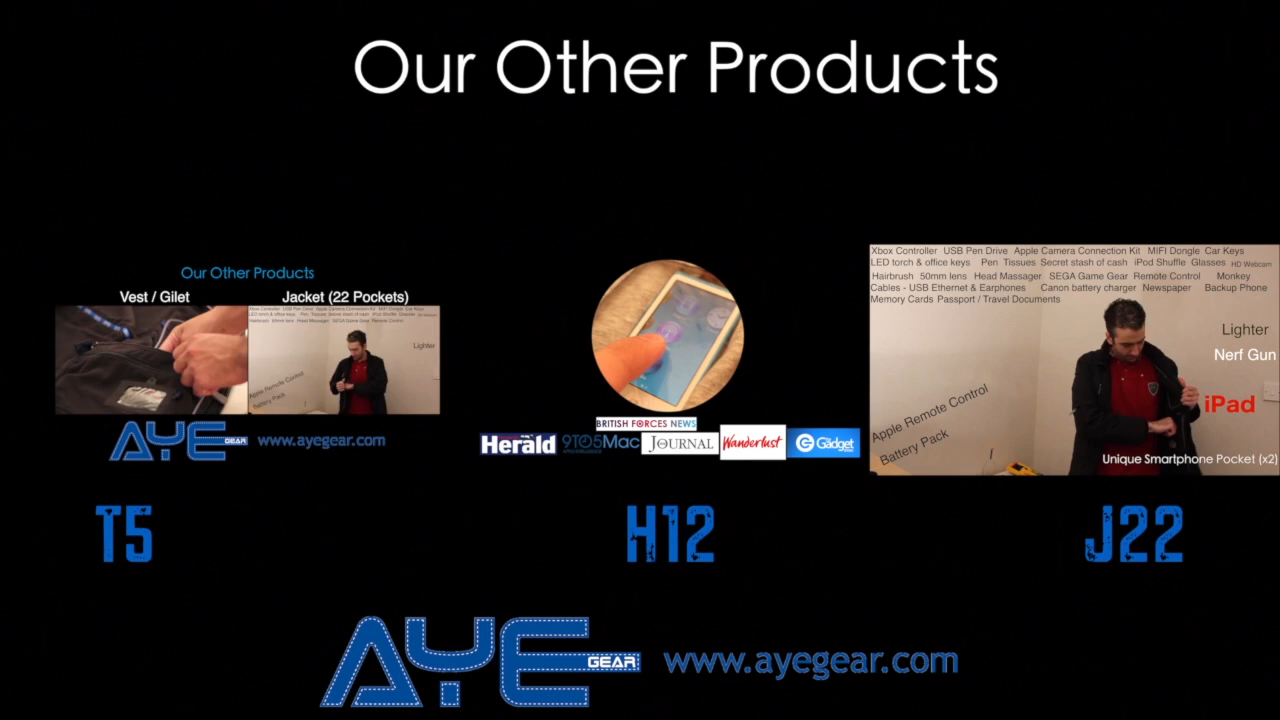 Our Other Products
Our Other Products
Vest / Gilet
Jacket (22 Pockets)
Lighter
Apple Remote Control
Battery Pack
AYE GEAR
www.ayegear.com
BRITISH FORCES NEWS
Herald
9TO5Mac
JOURNAL
Wanderlust
Gadget
Xbox Controller USB Pen Drive Apple Camera Connection Kit MIFI Dongle Car Keys
LED torch & office keys Pen Tissues Secret stash of cash iPod Shuffle Glasses HD Webcam
Hairbrush 50mm lens Head Massager SEGA Game Gear Remote Control Monkey
Cables - USB Ethernet & Earphones Canon battery charger Newspaper Backup Phone
Memory Cards Passport / Travel Documents
Lighter
Nerf Gun
iPad
Apple Remote Control
Battery Pack
Unique Smartphone Pocket (x2)
T5
H12
J22
AYE GEAR
www.ayegear.com